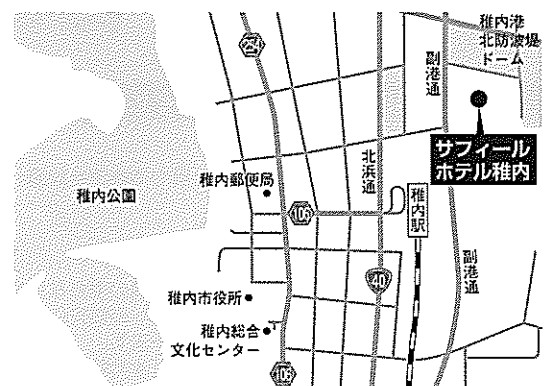 稚内港
北防波堤
ドーム
254
副港通
サフィール
ホテル稚内
北浜通
稚内郵便局
稚内公園
106
稚内駅
副港通
40
稚内市役所
稚内総合
文化センター
106